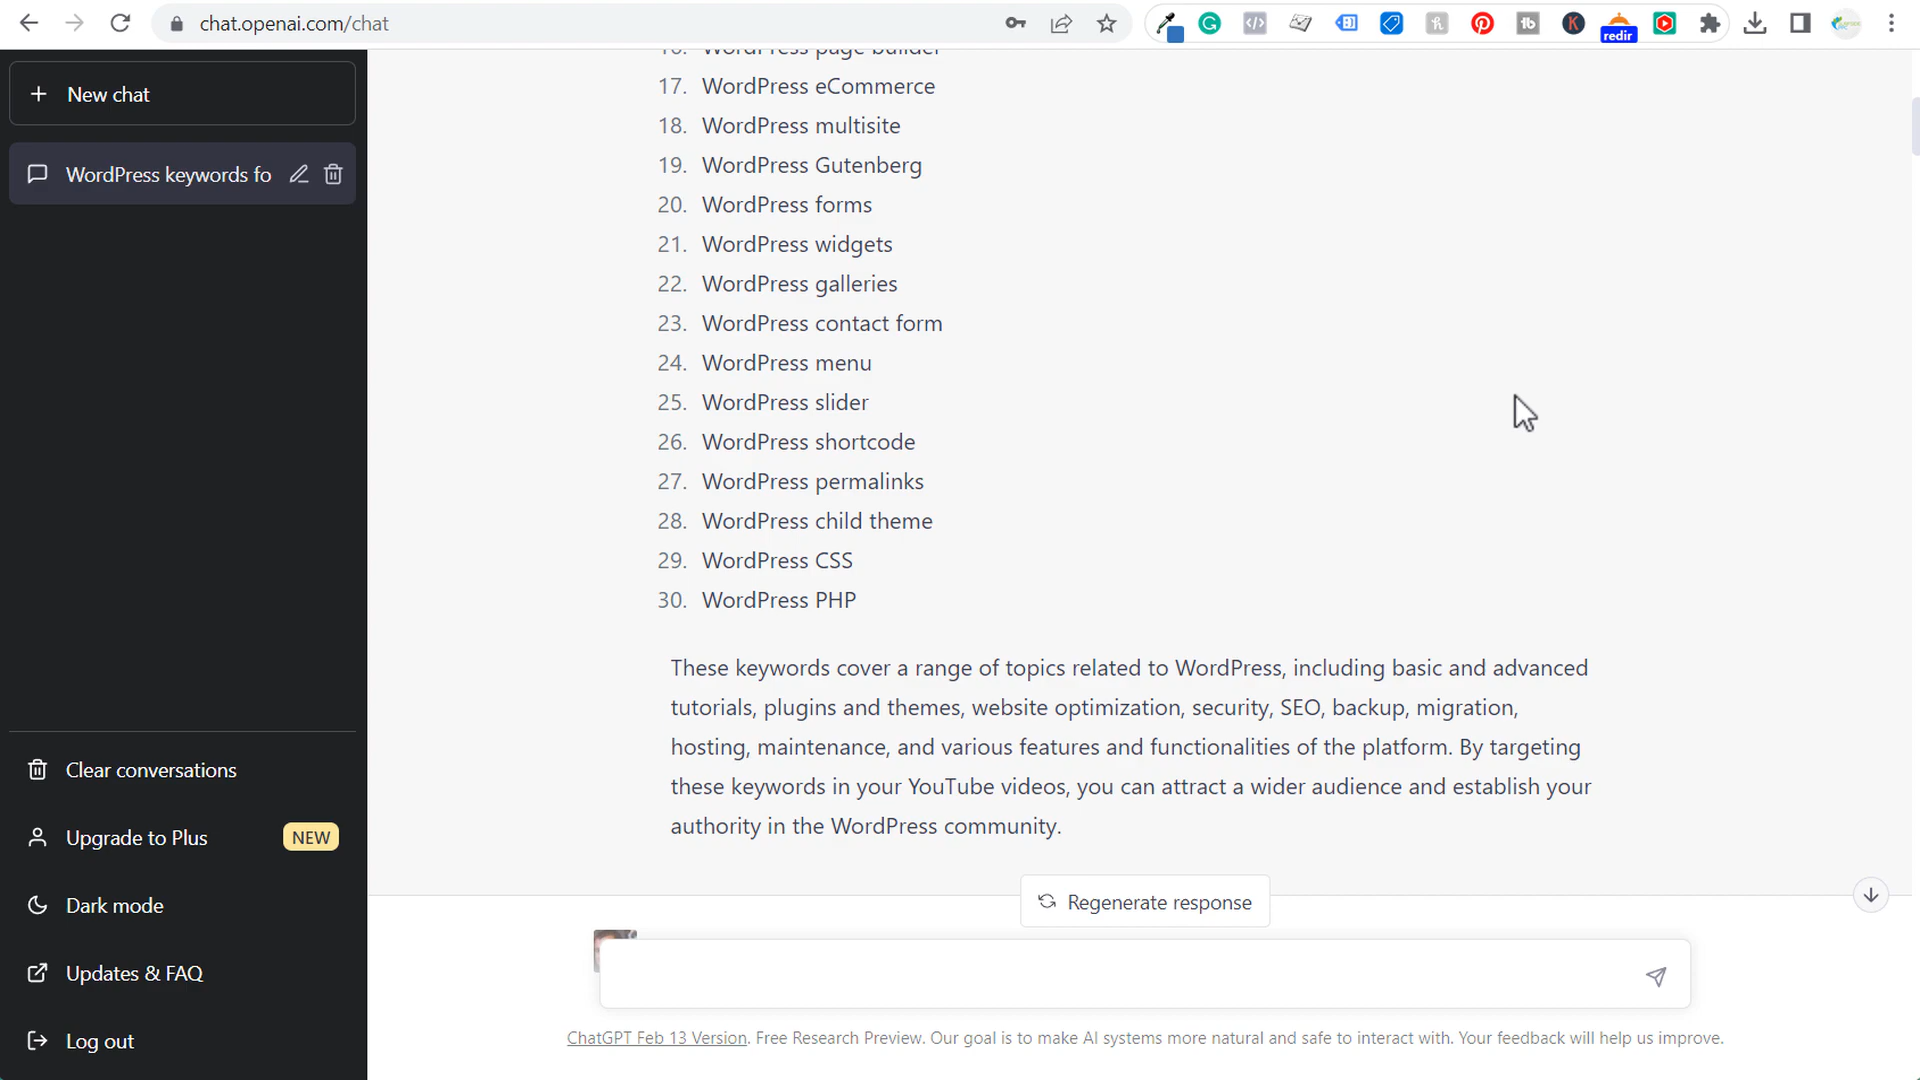 chat.openai.com/chat
redir
New chat
WordPress keywords fo
Clear conversations
Upgrade to Plus NEW
Dark mode
Updates & FAQ
Log out
16. WordPress page builder
17. WordPress eCommerce
18. WordPress multisite
19. WordPress Gutenberg
20. WordPress forms
21. WordPress widgets
22. WordPress galleries
23. WordPress contact form
24. WordPress menu
25. WordPress slider
26. WordPress shortcode
27. WordPress permalinks
28. WordPress child theme
29. WordPress CSS
30. WordPress PHP
These keywords cover a range of topics related to WordPress, including basic and advanced
tutorials, plugins and themes, website optimization, security, SEO, backup, migration,
hosting, maintenance, and various features and functionalities of the platform. By targeting
these keywords in your YouTube videos, you can attract a wider audience and establish your
authority in the WordPress community.
Regenerate response
ChatGPT Feb 13 Version. Free Research Preview. Our goal is to make AI systems more natural and safe to interact with. Your feedback will help us improve.